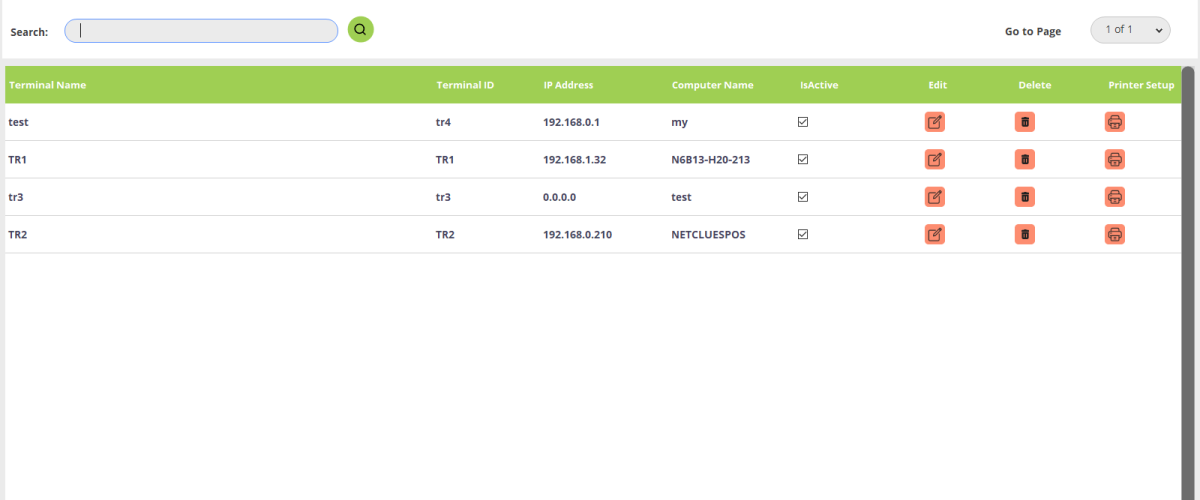 Search: Go to Page 1 of 1
Terminal Name Terminal ID IP Address Computer Name IsActive Edit Delete Printer Setup
test tr4 192.168.0.1 my
TR1 TR1 192.168.1.32 N6B13-H20-213
tr3 tr3 0.0.0.0 test
TR2 TR2 192.168.0.210 NETCLUESPOS